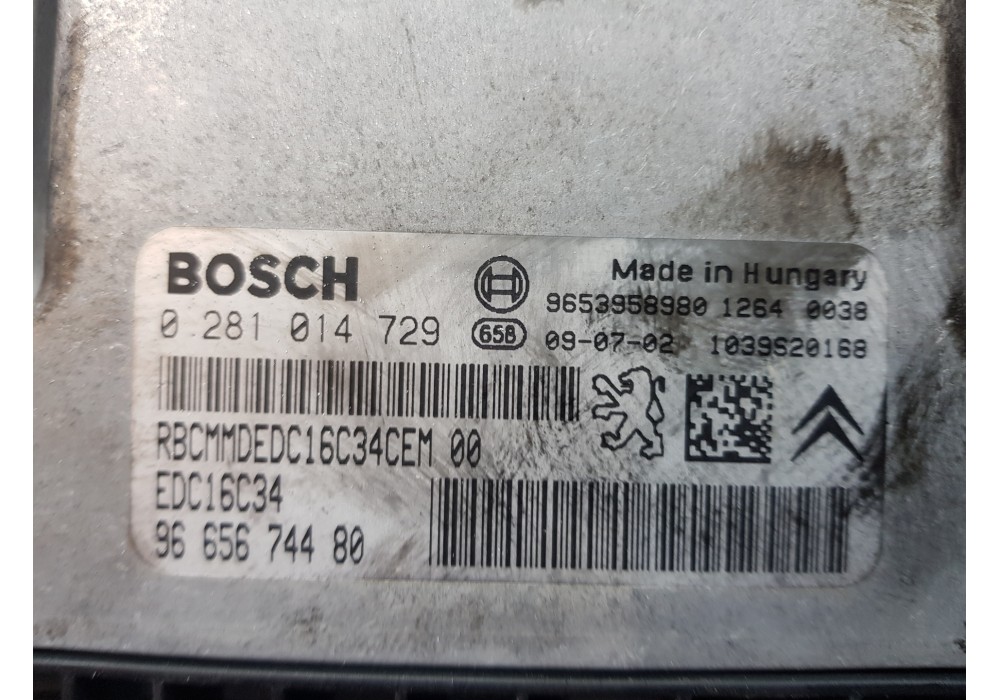 BOSCH
Made in Hungary
9653958980 1264 0038
0 281 014 729
658
09-07-02 1039S20168
RBCMMDEDC16C34CEM 00
EDC16C34
96 656 744 80